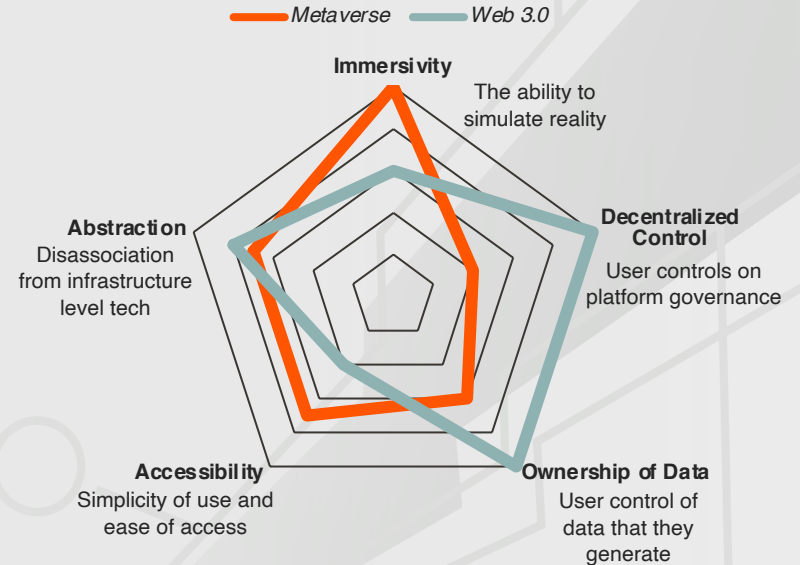 Metaverse Web 3.0
Immersivity
The ability to
simulate reality
Abstraction
Disassociation
from infrastructure
level tech
Decentralized
Control
User controls on
platform governance
Accessibility
Simplicity of use and
ease of access
Ownership of Data
User control of
data that they
generate